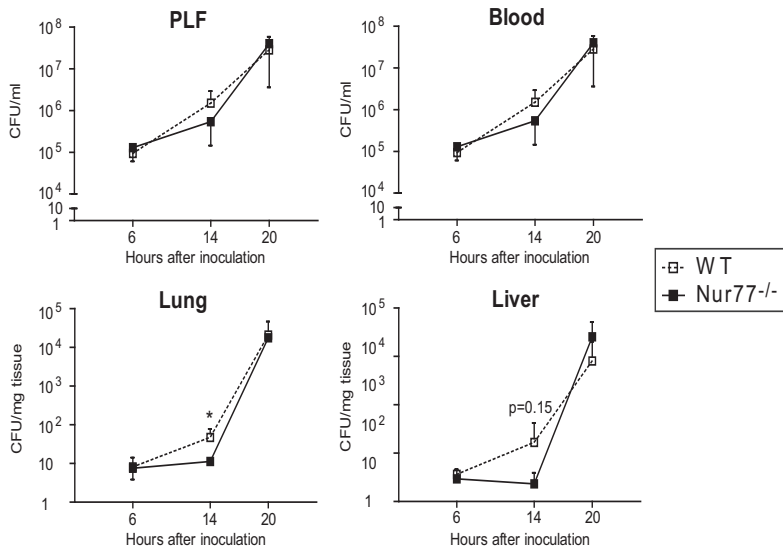 PLF
10^8
10^7
10^6
10^5
10^4
10
1
CFU/ml
6 14 20
Hours after inoculation
Blood
10^8
10^7
10^6
10^5
10^4
10
1
CFU/ml
6 14 20
Hours after inoculation
WT
Nur77-/-
Lung
10^5
10^4
10^3
10^2
10
1
CFU/mg tissue
*
6 14 20
Hours after inoculation
Liver
10^5
10^4
10^3
10^2
10
1
CFU/mg tissue
p=0.15
6 14 20
Hours after inoculation